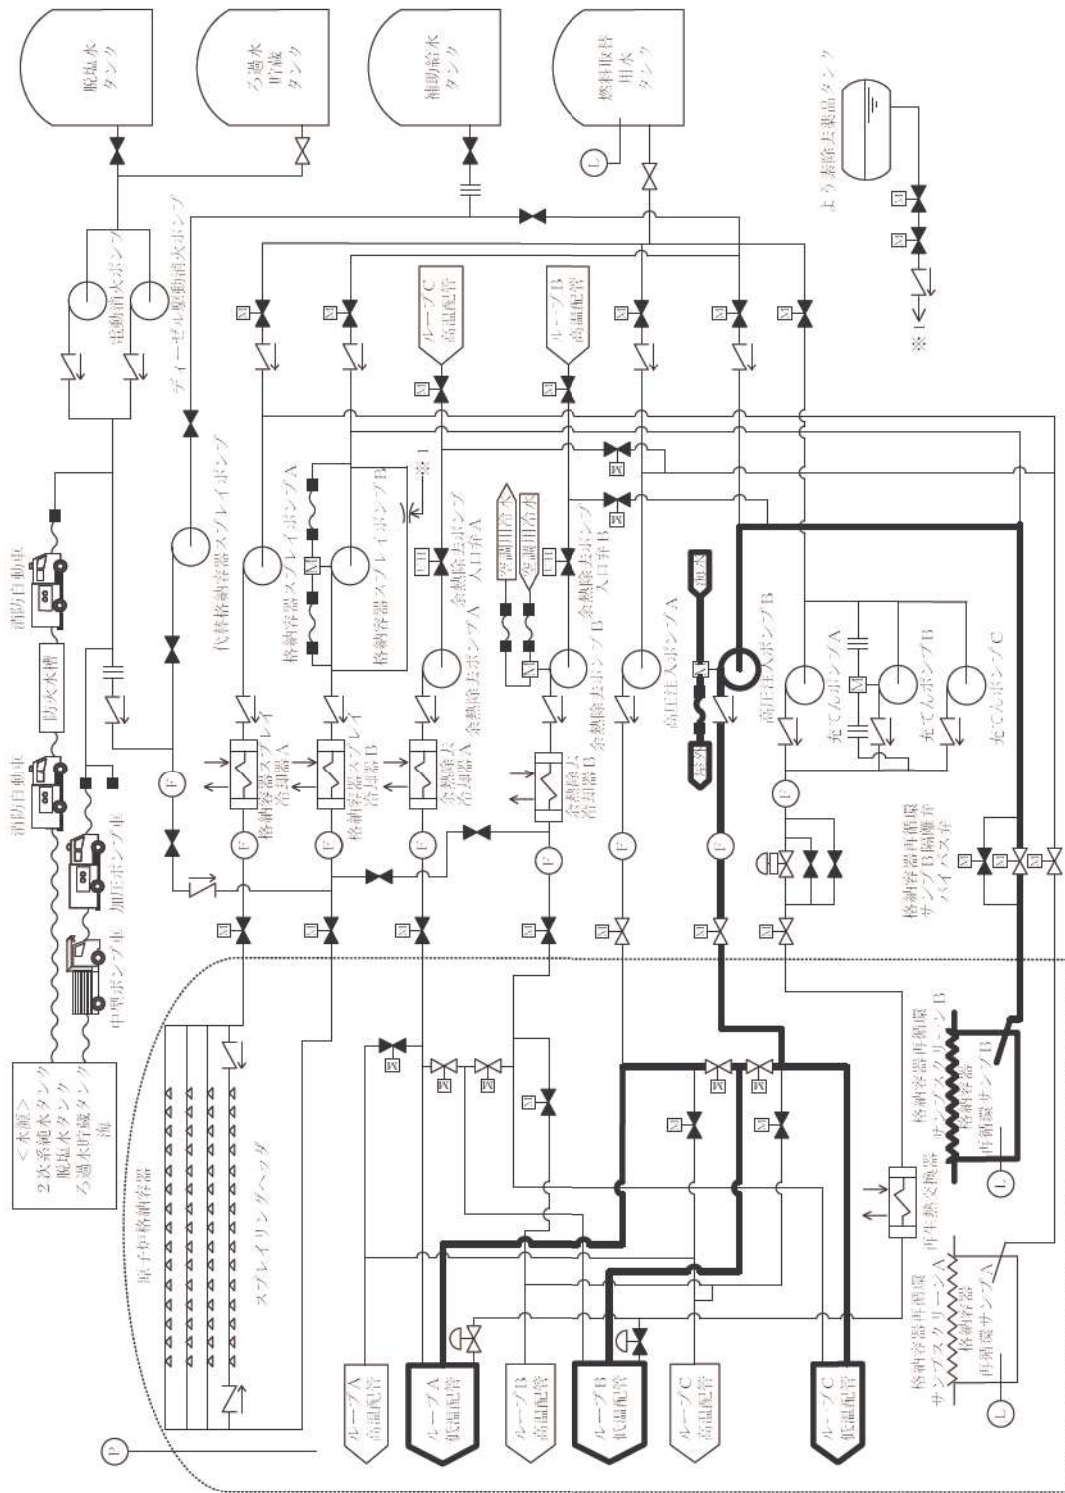 脱塩水
タンク
ろ過水
貯蔵
タンク
補助給水
タンク
燃料取替
用水
タンク
L
よう素除去薬品タンク
M
M
※1
電動消火ポンプ
ディーゼル駆動消火ポンプ
M
M
ループC
高温配管
ループB
高温配管
M
M
M
M
M
消防自動車
防火水槽
消防自動車
加圧ポンプ車
中型ポンプ車
<水源>
2次系純水タンク
脱塩水タンク
ろ過水貯蔵タンク
代替格納容器スプレイポンプ
格納容器スプレイポンプA
M
格納容器スプレイポンプB
※1
余熱除去ポンプ
入口弁A
空調用冷水
空調用冷水
余熱除去ポンプ
入口弁B
M
M
余熱除去ポンプA
余熱除去ポンプB
高圧注入ポンプA
海水
M
屋外
高圧注入ポンプB
充てんポンプA
M
充てんポンプB
充てんポンプC
F
格納容器スプレイ
冷却器A
格納容器スプレイ
冷却器B
余熱除去
冷却器A
余熱除去
冷却器B
F
F
F
F
F
F
F
格納容器再循環
サンプB隔離弁
バイパス弁
M
M
M
M
M
M
M
M
M
M
原子炉格納容器
スプレイリングヘッダ
M
M
M
M
M
M
M
M
再生熱交換器
格納容器再循環
サンプスクリーンB
格納容器
再循環サンプB
L
格納容器再循環
サンプスクリーンA
格納容器
再循環サンプA
L
P
ループA
高温配管
ループA
低温配管
ループB
高温配管
ループB
低温配管
ループC
高温配管
ループC
低温配管